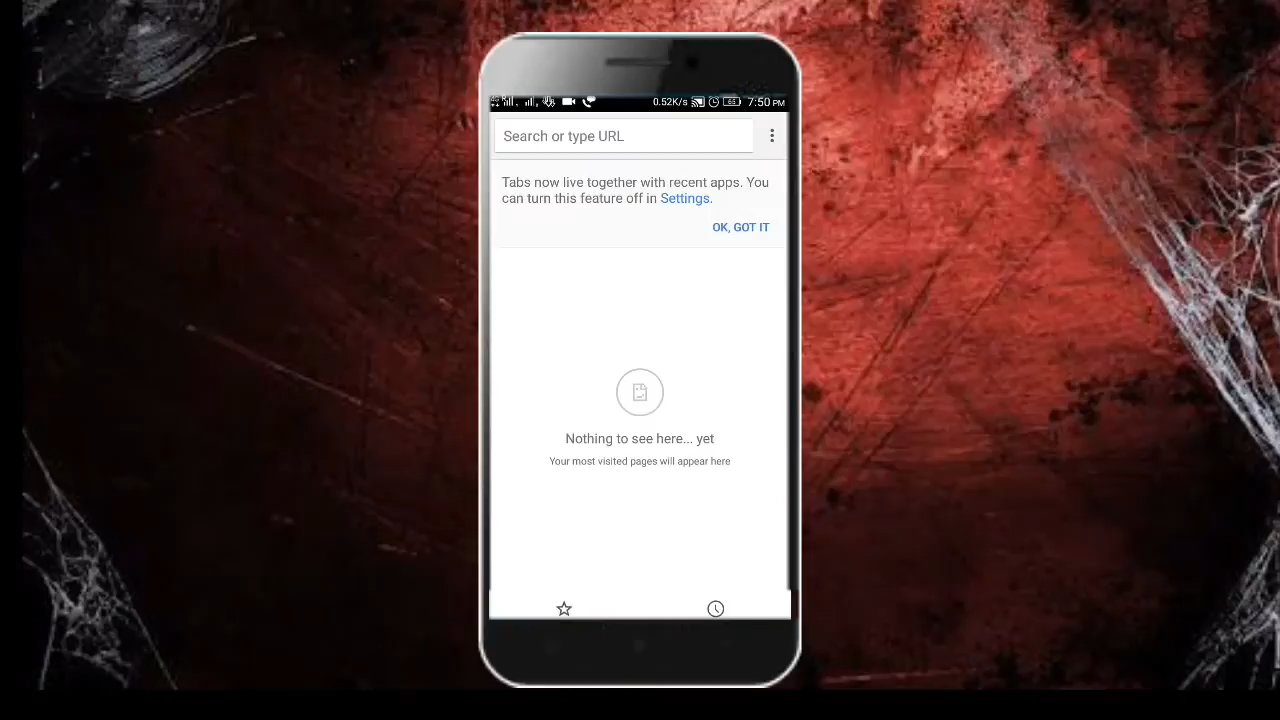 0.52K/s 7:50 PM
Search or type URL
Tabs now live together with recent apps. You
can turn this feature off in Settings.
OK, GOT IT
Nothing to see here... yet
Your most visited pages will appear here